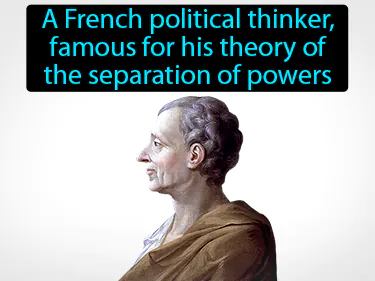 A French political thinker,
famous for his theory of
the separation of powers